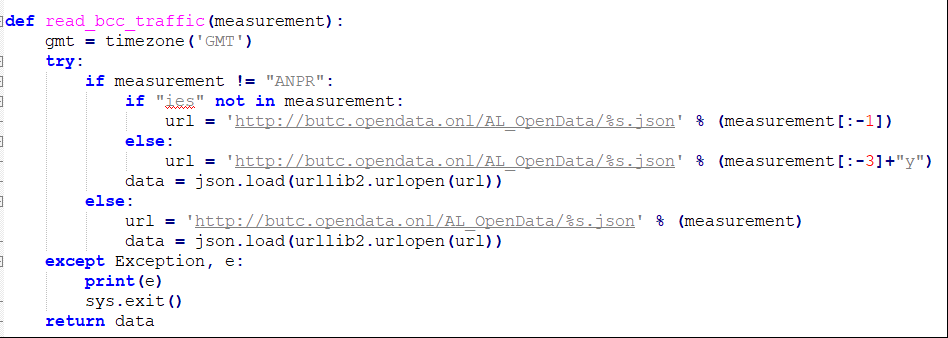 def read_bcc_traffic(measurement):
    gmt = timezone('GMT')
    try:
        if measurement != "ANPR":
            if "ies" not in measurement:
                url = 'http://butc.opendata.onl/AL_OpenData/%s.json' % (measurement[:-1])
            else:
                url = 'http://butc.opendata.onl/AL_OpenData/%s.json' % (measurement[:-3]+"y")
            data = json.load(urllib2.urlopen(url))
        else:
            url = 'http://butc.opendata.onl/AL_OpenData/%s.json' % (measurement)
            data = json.load(urllib2.urlopen(url))
    except Exception, e:
        print(e)
        sys.exit()
    return data